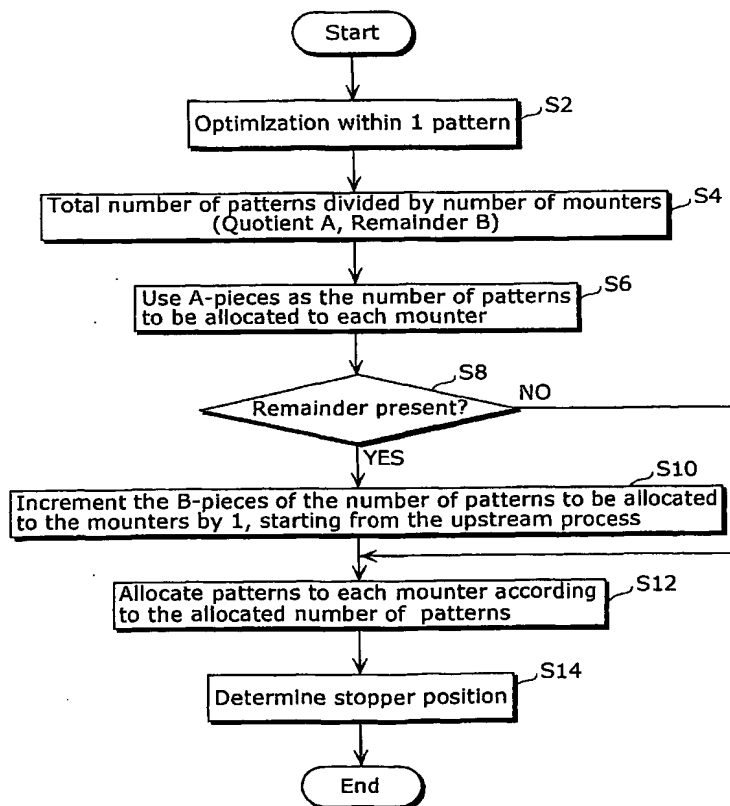 Start
S2
Optimization within 1 pattern
S4
Total number of patterns divided by number of mounters
(Quotient A, Remainder B)
S6
Use A-pieces as the number of patterns
to be allocated to each mounter
S8
Remainder present?
NO
YES
S10
Increment the B-pieces of the number of patterns to be allocated
to the mounters by 1, starting from the upstream process
S12
Allocate patterns to each mounter according
to the allocated number of patterns
S14
Determine stopper position
End